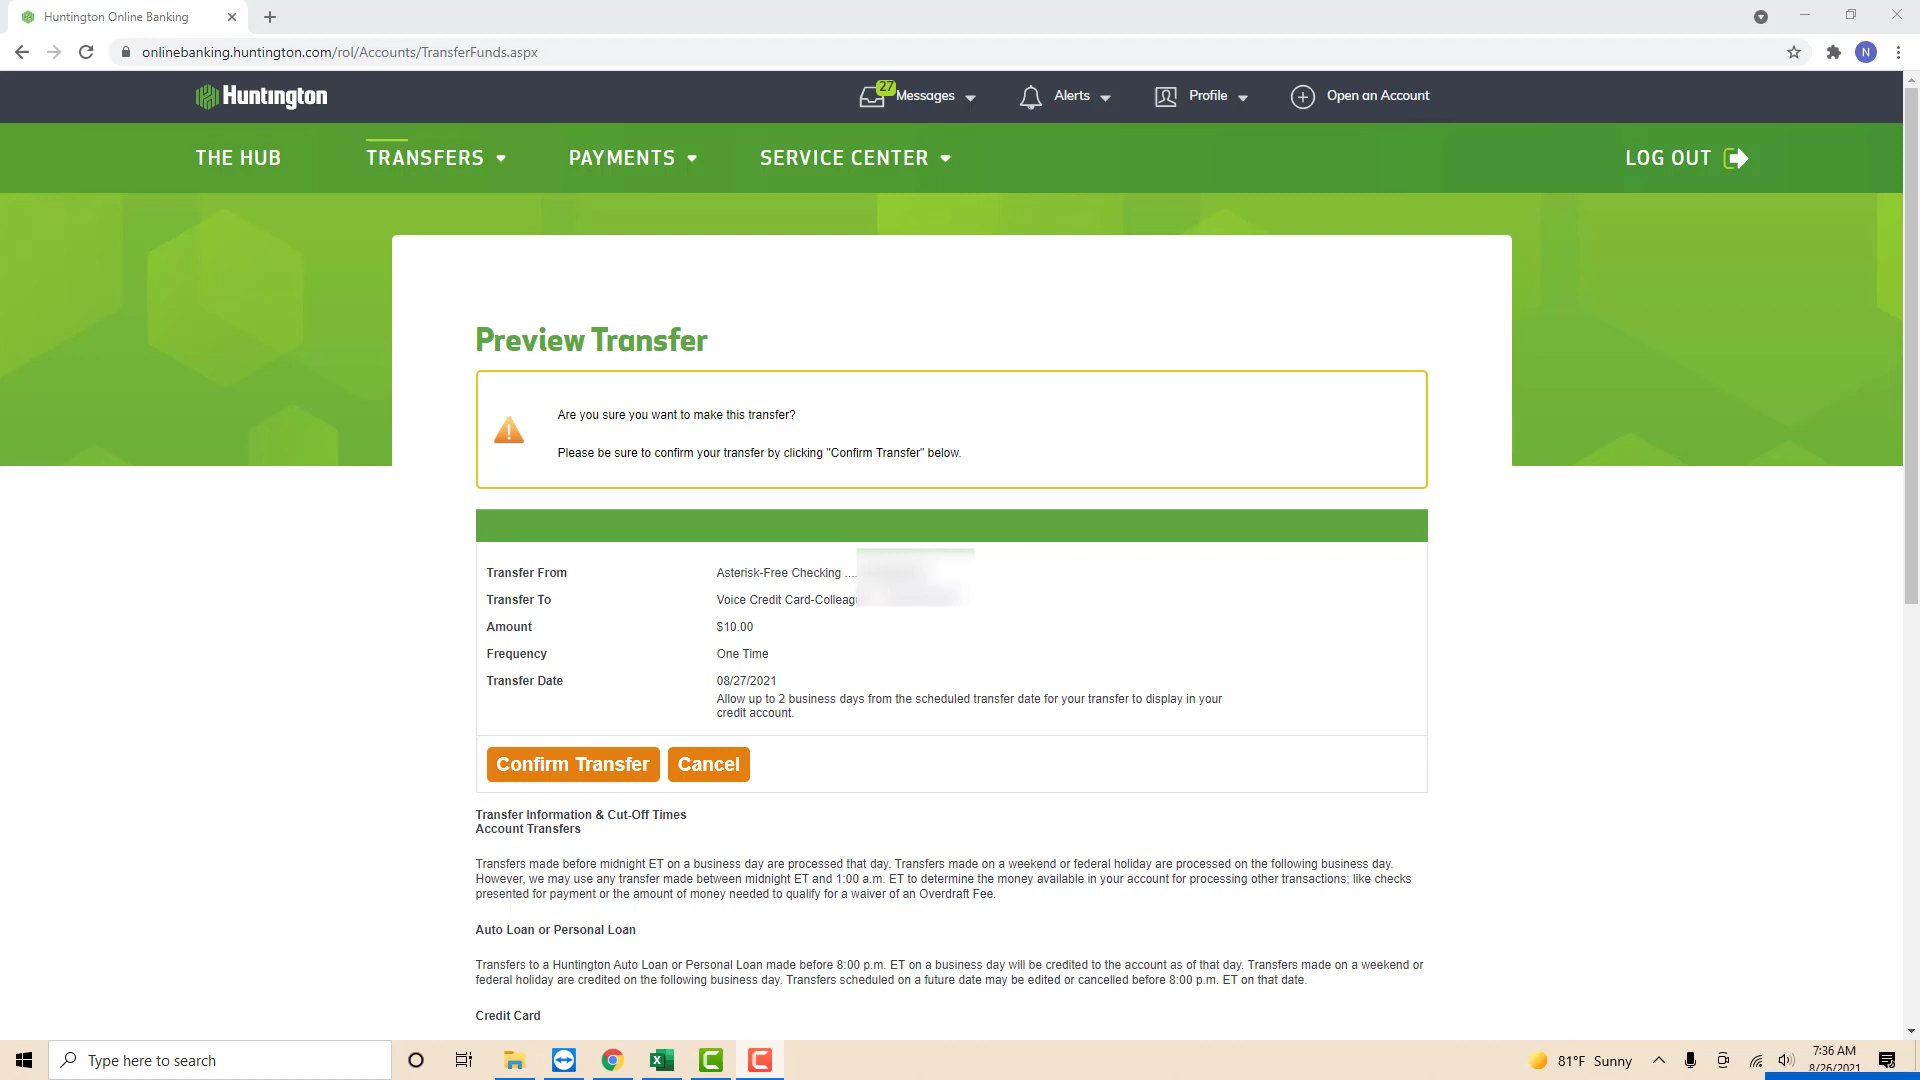 Huntington Online Banking
onlinebanking.huntington.com/rol/Accounts/TransferFunds.aspx
N
Huntington
27
Messages
Alerts
Profile
Open an Account
THE HUB
TRANSFERS
PAYMENTS
SERVICE CENTER
LOG OUT
Preview Transfer
Are you sure you want to make this transfer?
Please be sure to confirm your transfer by clicking "Confirm Transfer" below.
Transfer From Asterisk-Free Checking ....
Transfer To Voice Credit Card-Colleag
Amount $10.00
Frequency One Time
Transfer Date 08/27/2021
Allow up to 2 business days from the scheduled transfer date for your transfer to display in your
credit account.
Confirm Transfer Cancel
Transfer Information & Cut-Off Times
Account Transfers
Transfers made before midnight ET on a business day are processed that day. Transfers made on a weekend or federal holiday are processed on the following business day.
However, we may use any transfer made between midnight ET and 1:00 a.m. ET to determine the money available in your account for processing other transactions; like checks
presented for payment or the amount of money needed to qualify for a waiver of an Overdraft Fee.
Auto Loan or Personal Loan
Transfers to a Huntington Auto Loan or Personal Loan made before 8:00 p.m. ET on a business day will be credited to the account as of that day. Transfers made on a weekend or
federal holiday are credited on the following business day. Transfers scheduled on a future date may be edited or cancelled before 8:00 p.m. ET on that date.
Credit Card
Type here to search
81°F Sunny
7:36 AM
8/26/2021